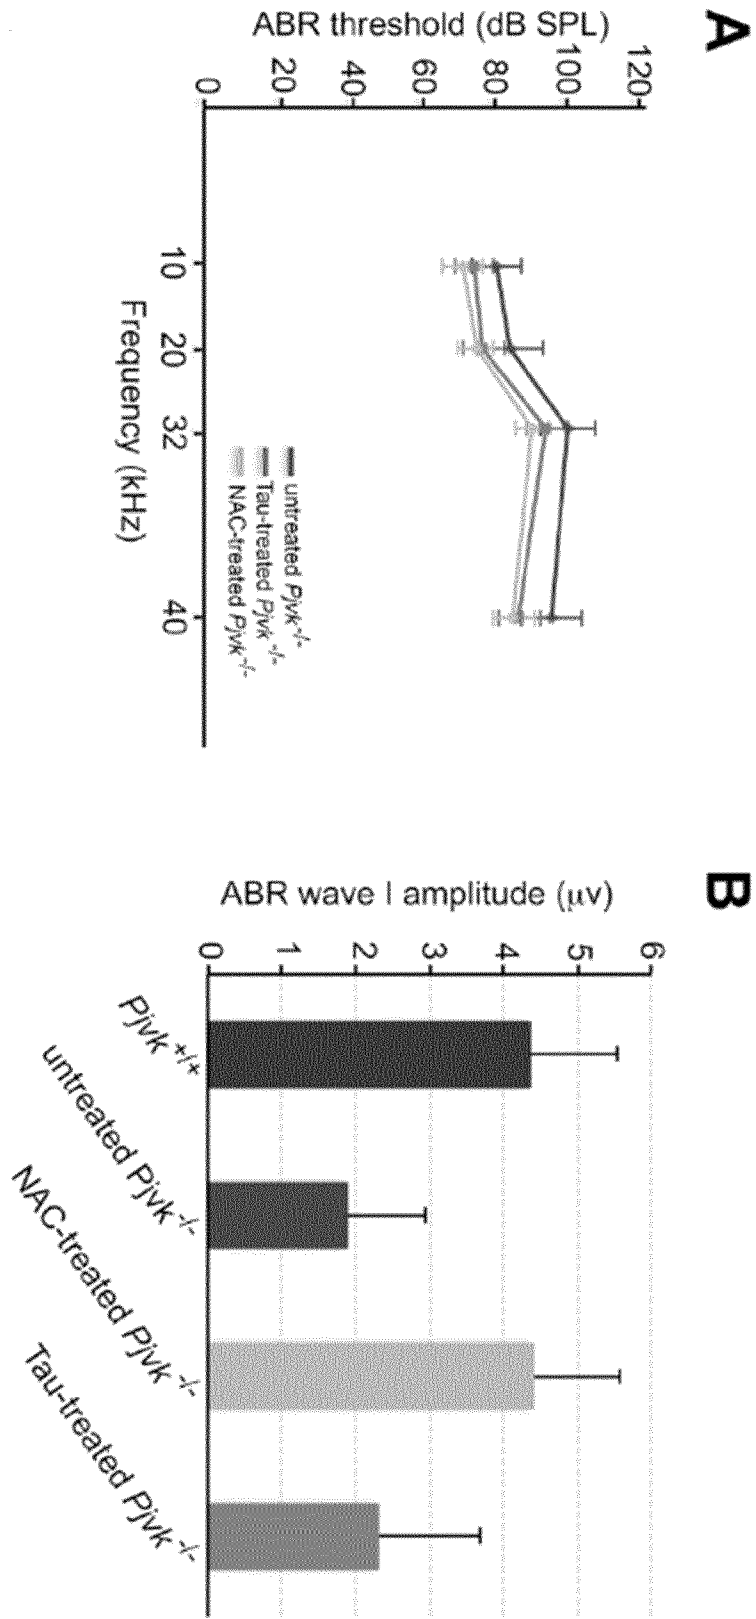 A
ABR threshold (dB SPL)
120
100
80
60
40
20
0
10
20
32
40
Frequency (kHz)
untreated Pjvk-/-
Tau-treated Pjvk-/-
NAC-treated Pjvk-/-
B
ABR wave I amplitude (μv)
6
5
4
3
2
1
0
Pjvk+/+
untreated Pjvk-/-
NAC-treated Pjvk-/-
Tau-treated Pjvk-/-